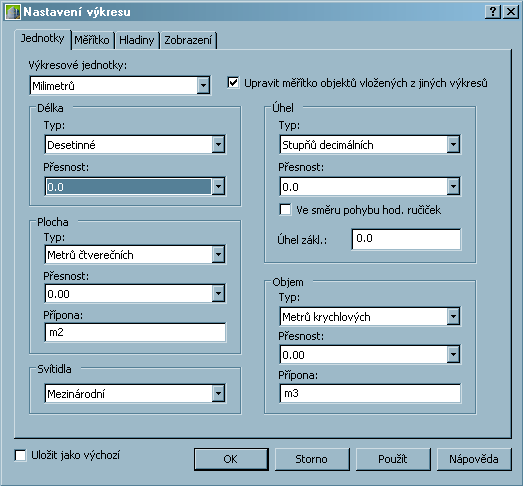 Nastavení výkresu
Jednotky Měřítko Hladiny Zobrazení
Výkresové jednotky:
Milimetrů
Upravit měřítko objektů vložených z jiných výkresů
Délka
Typ:
Desetinné
Přesnost:
0.0
Plocha
Typ:
Metrů čtverečních
Přesnost:
0.00
Přípona:
m2
Svítidla
Mezinárodní
Úhel
Typ:
Stupňů decimálních
Přesnost:
0.0
Ve směru pohybu hod. ručiček
Úhel zákl.: 0.0
Objem
Typ:
Metrů krychlových
Přesnost:
0.00
Přípona:
m3
Uložit jako výchozí
OK Storno Použít Nápověda